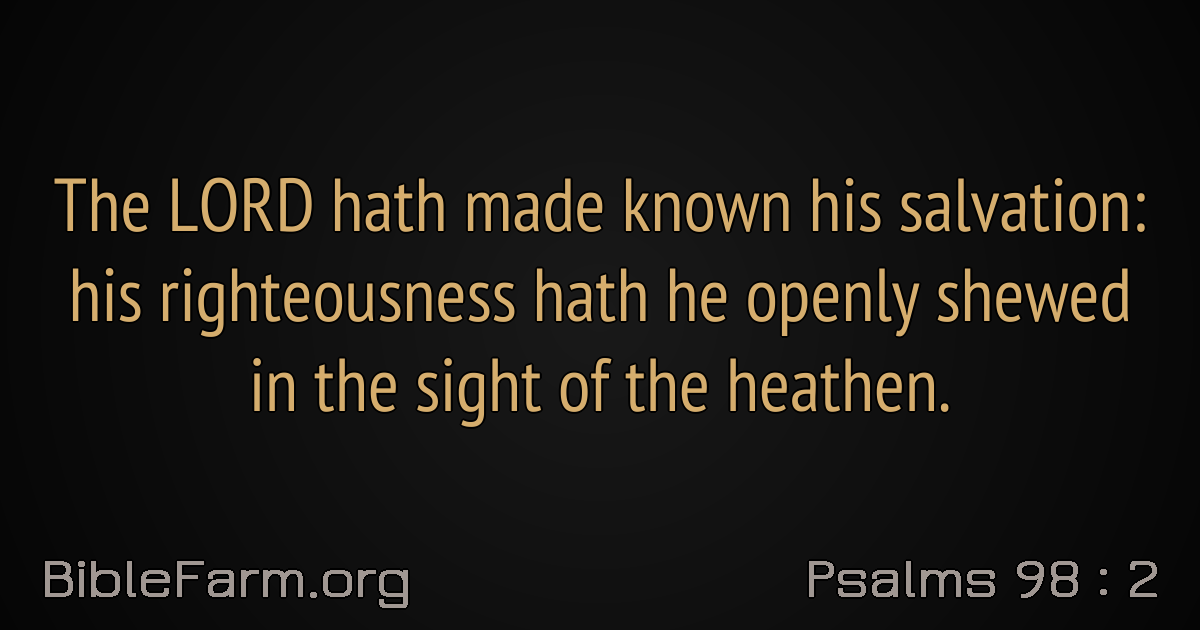 The LORD hath made known his salvation:
his righteousness hath he openly shewed
in the sight of the heathen.
BibleFarm.org
Psalms 98 : 2